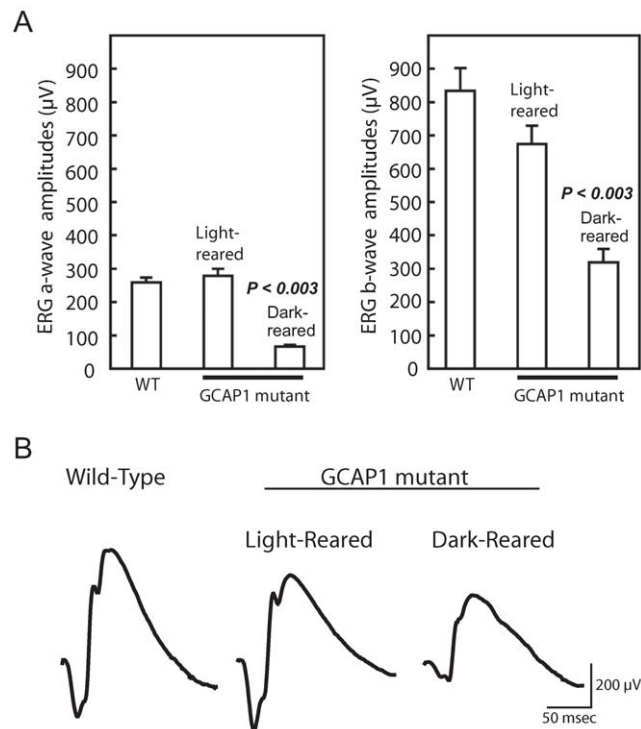 A
ERG a-wave amplitudes (µV)
900
800
700
600
500
400
300
200
100
0
Light-
reared
P < 0.003
Dark-
reared
WT
GCAP1 mutant
ERG b-wave amplitudes (µV)
900
800
700
600
500
400
300
200
100
0
Light-
reared
P < 0.003
Dark-
reared
WT
GCAP1 mutant
B
Wild-Type
GCAP1 mutant
Light-Reared
Dark-Reared
200 µV
50 msec